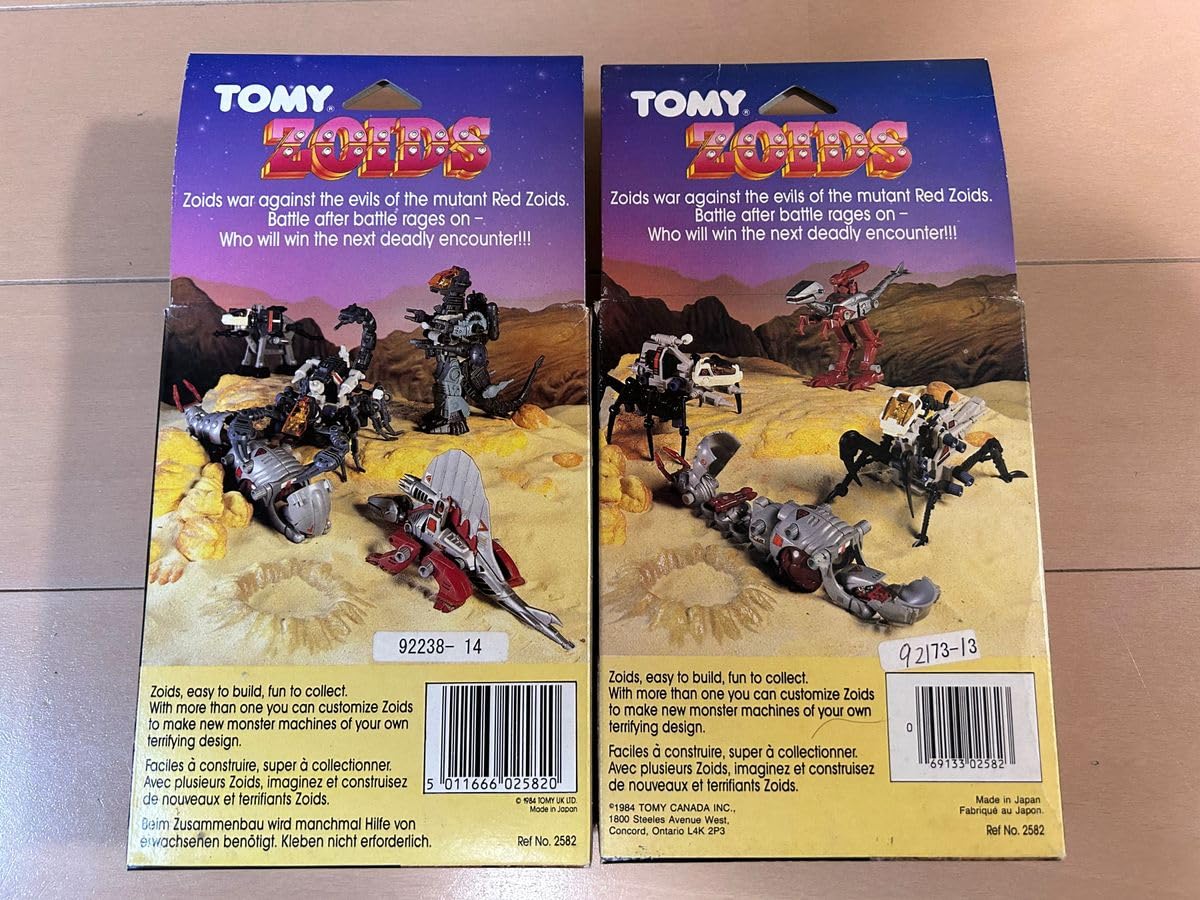 TOMY®
ZOIDS
Zoids war against the evils of the mutant Red Zoids.
Battle after battle rages on –
Who will win the next deadly encounter!!!
92238- 14
Zoids, easy to build, fun to collect.
With more than one you can customize Zoids
to make new monster machines of your own
terrifying design.
Faciles à construire, super à collectionner.
Avec plusieurs Zoids, imaginez et construisez
de nouveaux et terrifiants Zoids.
Beim Zusammenbau wird manchmal Hilfe von
erwachsenen benötigt. Kleben nicht erforderlich.
5 011666 025820
© 1984 TOMY UK LTD.
Made in Japan
Ref No. 2582
TOMY®
ZOIDS
Zoids war against the evils of the mutant Red Zoids.
Battle after battle rages on –
Who will win the next deadly encounter!!!
92173-13
Zoids, easy to build, fun to collect.
With more than one you can customize Zoids
to make new monster machines of your own
terrifying design.
Faciles à construire, super à collectionner.
Avec plusieurs Zoids, imaginez et construisez
de nouveaux et terrifiants Zoids.
©1984 TOMY CANADA INC.,
1800 Steeles Avenue West,
Concord, Ontario L4K 2P3
0 69133 02582
Made in Japan
Fabriqué au Japon.
Ref No. 2582